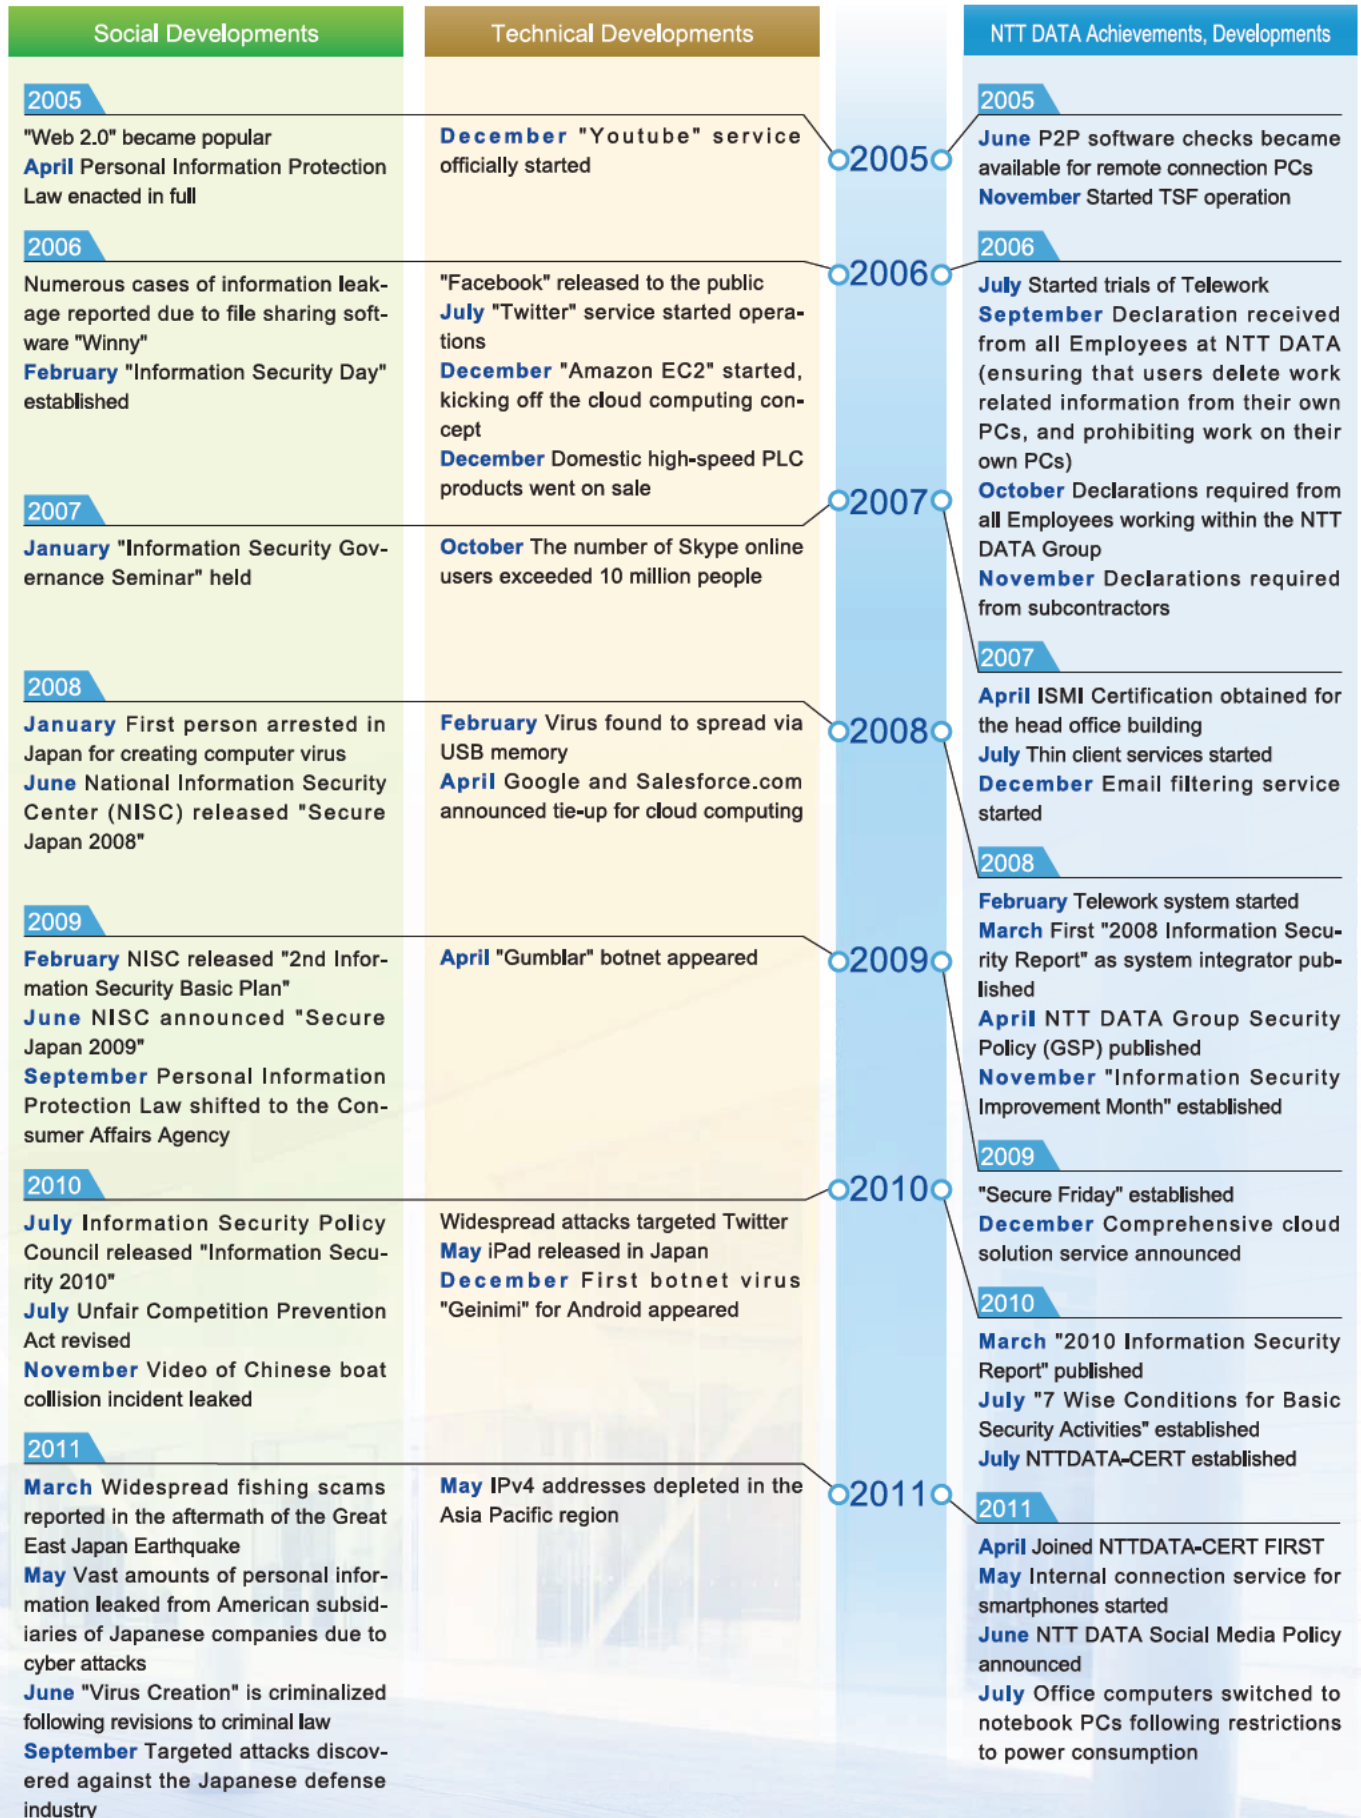 Social Developments
2005
"Web 2.0" became popular
April Personal Information Protection
Law enacted in full
2006
Numerous cases of information leak-
age reported due to file sharing soft-
ware "Winny"
February "Information Security Day"
established
2007
January "Information Security Gov-
ernance Seminar" held
2008
January First person arrested in
Japan for creating computer virus
June National Information Security
Center (NISC) released "Secure
Japan 2008"
2009
February NISC released "2nd Infor-
mation Security Basic Plan"
June NISC announced "Secure
Japan 2009"
September Personal Information
Protection Law shifted to the Con-
sumer Affairs Agency
2010
July Information Security Policy
Council released "Information Secu-
rity 2010"
July Unfair Competition Prevention
Act revised
November Video of Chinese boat
collision incident leaked
2011
March Widespread fishing scams
reported in the aftermath of the Great
East Japan Earthquake
May Vast amounts of personal infor-
mation leaked from American subsid-
iaries of Japanese companies due to
cyber attacks
June "Virus Creation" is criminalized
following revisions to criminal law
September Targeted attacks discov-
ered against the Japanese defense
industry
Technical Developments
December "Youtube" service
officially started
"Facebook" released to the public
July "Twitter" service started opera-
tions
December "Amazon EC2" started,
kicking off the cloud computing con-
cept
December Domestic high-speed PLC
products went on sale
October The number of Skype online
users exceeded 10 million people
February Virus found to spread via
USB memory
April Google and Salesforce.com
announced tie-up for cloud computing
April "Gumblar" botnet appeared
Widespread attacks targeted Twitter
May iPad released in Japan
December First botnet virus
"Geinimi" for Android appeared
May IPv4 addresses depleted in the
Asia Pacific region
2005
2006
2007
2008
2009
2010
2011
NTT DATA Achievements, Developments
2005
June P2P software checks became
available for remote connection PCs
November Started TSF operation
2006
July Started trials of Telework
September Declaration received
from all Employees at NTT DATA
(ensuring that users delete work
related information from their own
PCs, and prohibiting work on their
own PCs)
October Declarations required from
all Employees working within the NTT
DATA Group
November Declarations required
from subcontractors
2007
April ISMI Certification obtained for
the head office building
July Thin client services started
December Email filtering service
started
2008
February Telework system started
March First "2008 Information Secu-
rity Report" as system integrator pub-
lished
April NTT DATA Group Security
Policy (GSP) published
November "Information Security
Improvement Month" established
2009
"Secure Friday" established
December Comprehensive cloud
solution service announced
2010
March "2010 Information Security
Report" published
July "7 Wise Conditions for Basic
Security Activities" established
July NTTDATA-CERT established
2011
April Joined NTTDATA-CERT FIRST
May Internal connection service for
smartphones started
June NTT DATA Social Media Policy
announced
July Office computers switched to
notebook PCs following restrictions
to power consumption